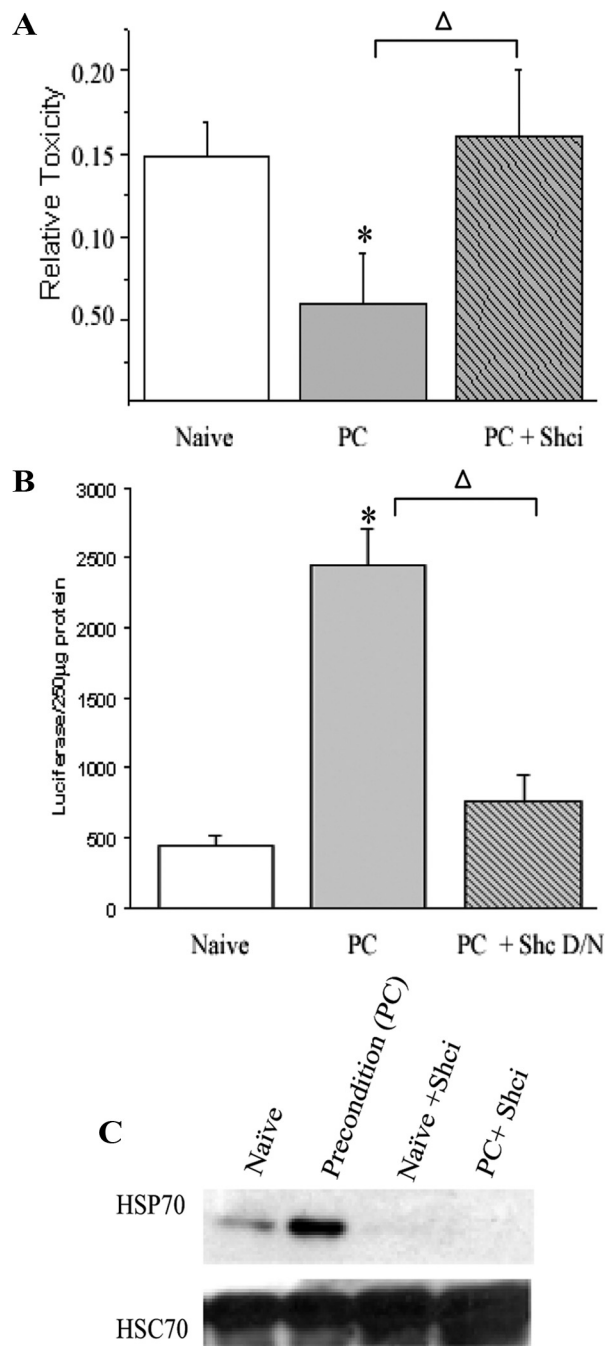 A
Δ
Relative Toxicity
0.20
0.15
*
0.10
0.50
Naive PC PC + Shci
B
3000
Δ
*
2500
Luciferase/250µg protein
2000
1500
1000
500
0
Naive PC PC + Shc D/N
C
Naïve
Precondition (PC)
Naïve +Shci
PC+ Shci
HSP70
HSC70